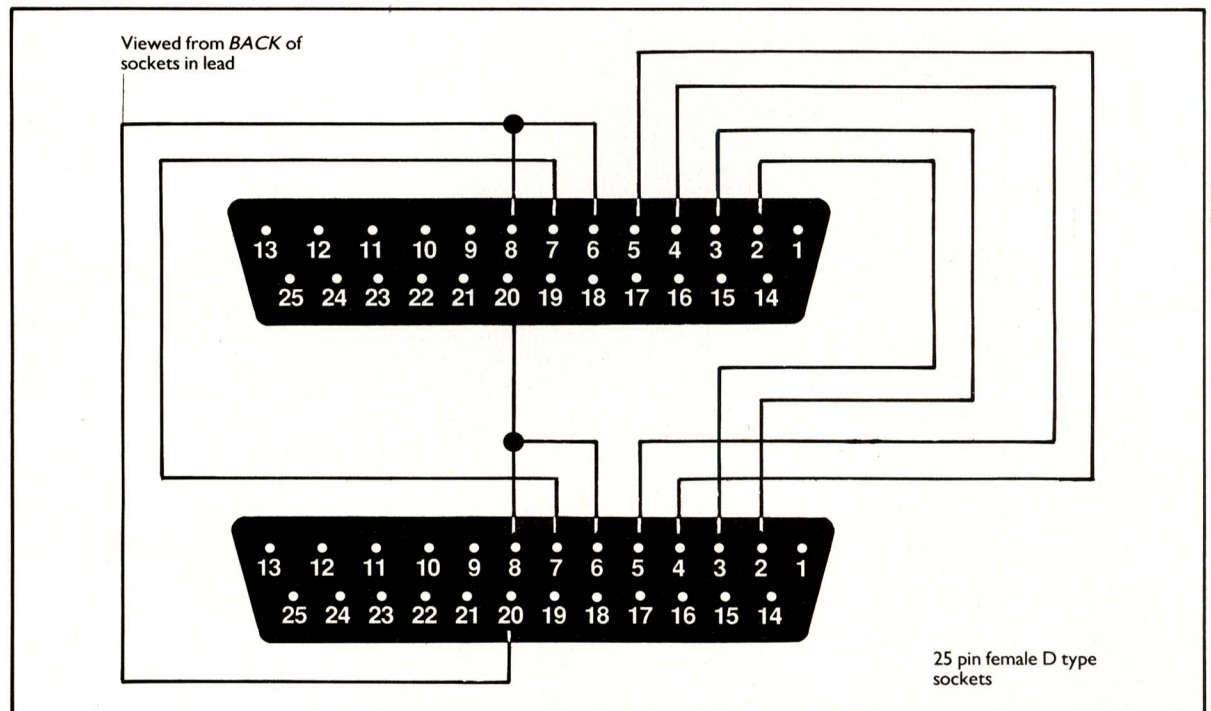 Viewed from BACK of
sockets in lead
13 12 11 10 9 8 7 6 5 4 3 2 1
25 24 23 22 21 20 19 18 17 16 15 14
13 12 11 10 9 8 7 6 5 4 3 2 1
25 24 23 22 21 20 19 18 17 16 15 14
25 pin female D type
sockets